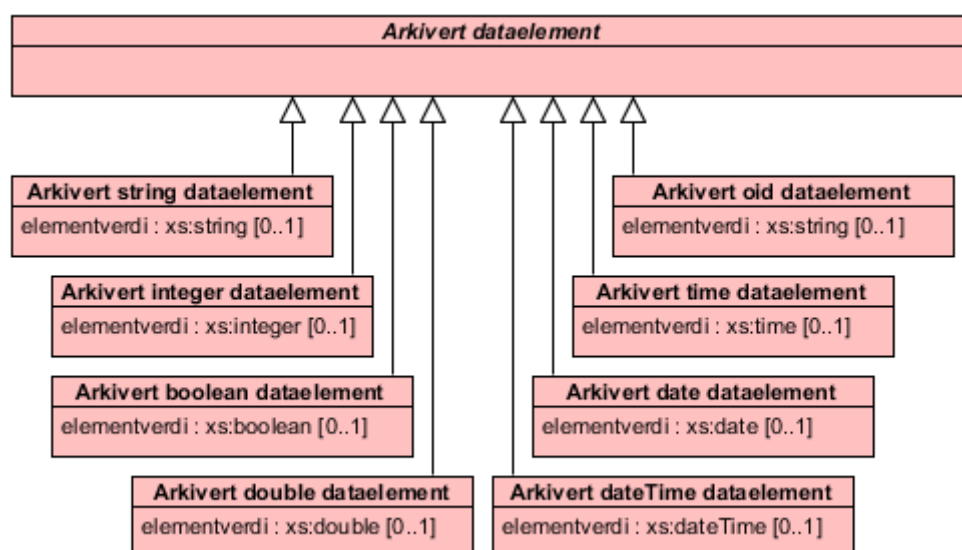 Arkivert dataelement
Arkivert string dataelement
elementverdi : xs:string [0..1]
Arkivert oid dataelement
elementverdi : xs:string [0..1]
Arkivert integer dataelement
elementverdi : xs:integer [0..1]
Arkivert time dataelement
elementverdi : xs:time [0..1]
Arkivert boolean dataelement
elementverdi : xs:boolean [0..1]
Arkivert date dataelement
elementverdi : xs:date [0..1]
Arkivert double dataelement
elementverdi : xs:double [0..1]
Arkivert dateTime dataelement
elementverdi : xs:dateTime [0..1]